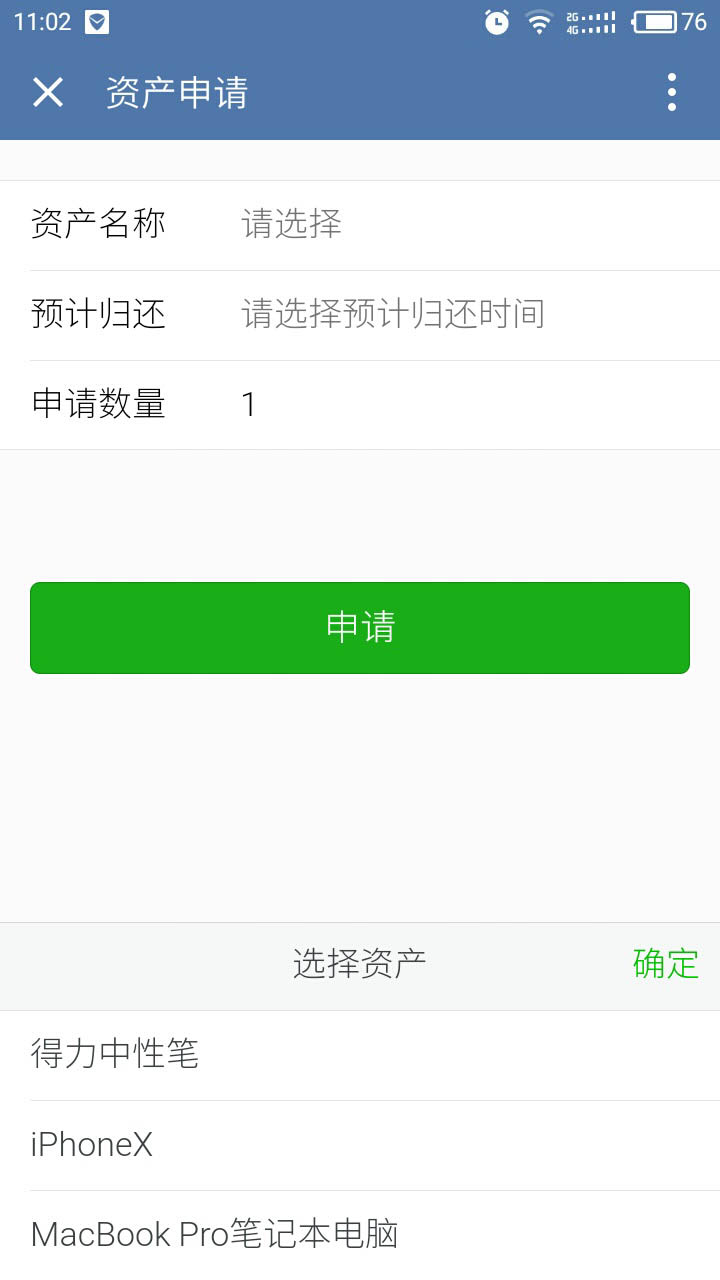 11:02 2G 4G 76
资产申请
资产名称 请选择
预计归还 请选择预计归还时间
申请数量 1
申请
选择资产 确定
得力中性笔
iPhoneX
MacBook Pro笔记本电脑